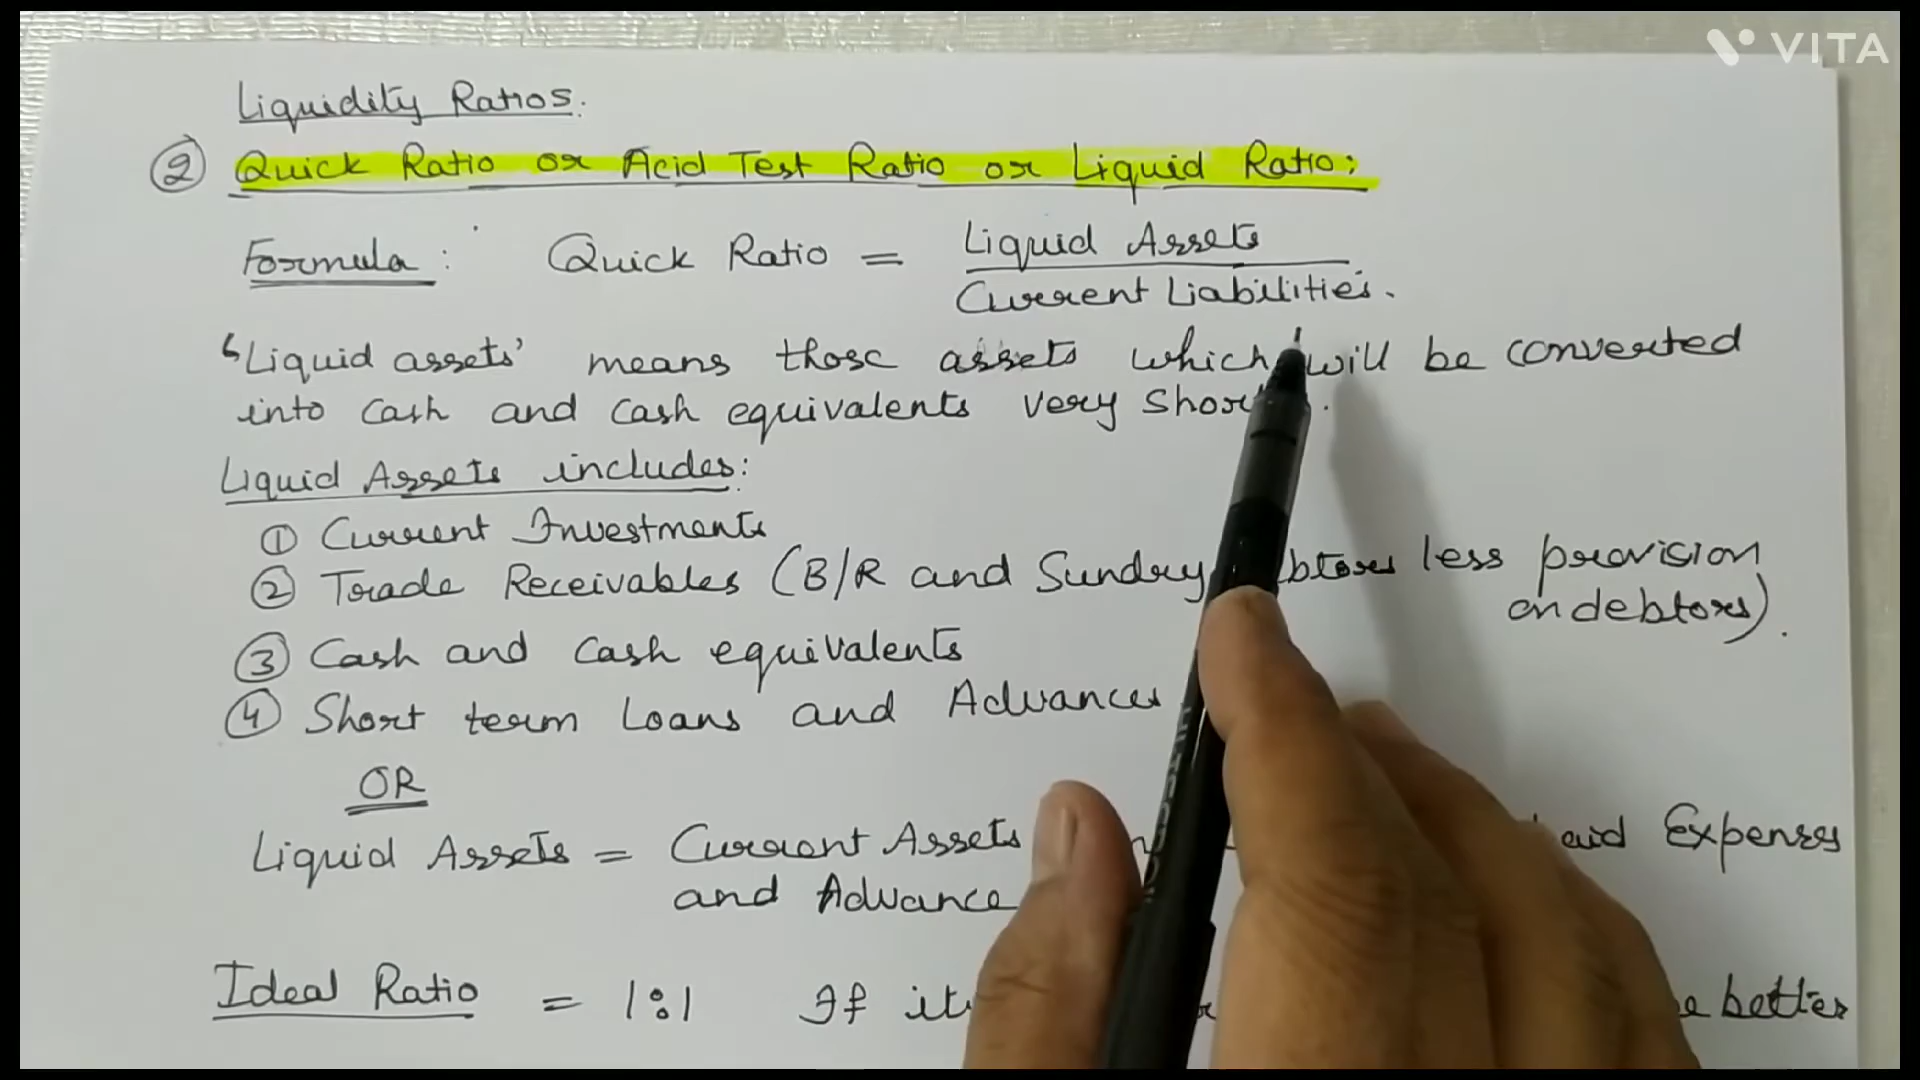 VITA
Liquidity Ratios.
② Quick Ratio or Acid Test Ratio or Liquid Ratio:
Formula : Quick Ratio = Liquid Assets
Current Liabilities.
'Liquid assets' means those assets which will be converted
into cash and cash equivalents very short.
Liquid Assets includes:
① Current Investments
② Trade Receivables (B/R and Sundry less provision
on debtors).
③ Cash and cash equivalents
④ Short term Loans and Advances
OR
Liquid Assets = Current Assets Expenses
and Advance
Ideal Ratio = 1:1 If better